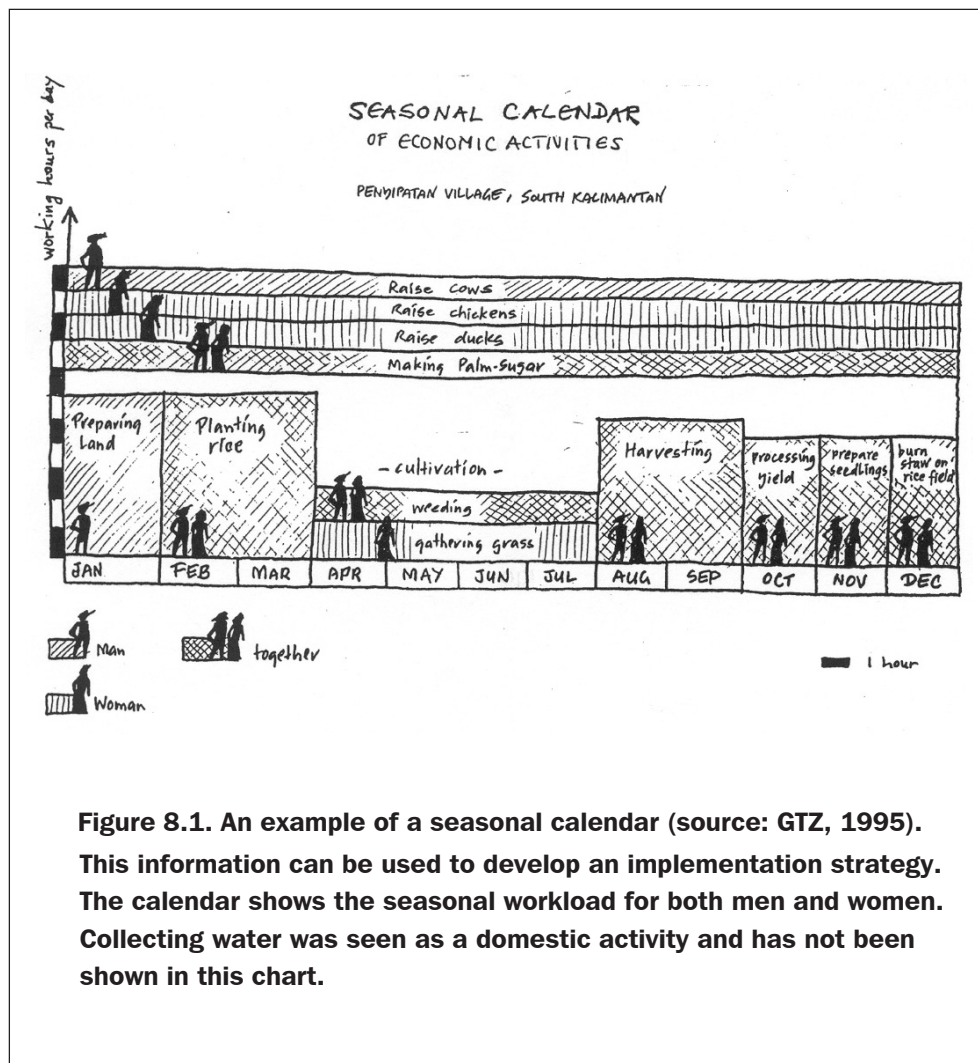 working hours per day
SEASONAL CALENDAR
OF ECONOMIC ACTIVITIES
PENDIPATAN VILLAGE, SOUTH KALIMANTAN
Raise cows
Raise chickens
Raise ducks
Making Palm-Sugar
Preparing
Land
Planting
rice
- cultivation -
weeding
gathering grass
Harvesting
processing
yield
prepare
seedlings
burn
staw on
rice field
JAN FEB MAR APR MAY JUN JUL AUG SEP OCT NOV DEC
Man
together
1 hour
Woman
Figure 8.1. An example of a seasonal calendar (source: GTZ, 1995).
This information can be used to develop an implementation strategy.
The calendar shows the seasonal workload for both men and women.
Collecting water was seen as a domestic activity and has not been
shown in this chart.